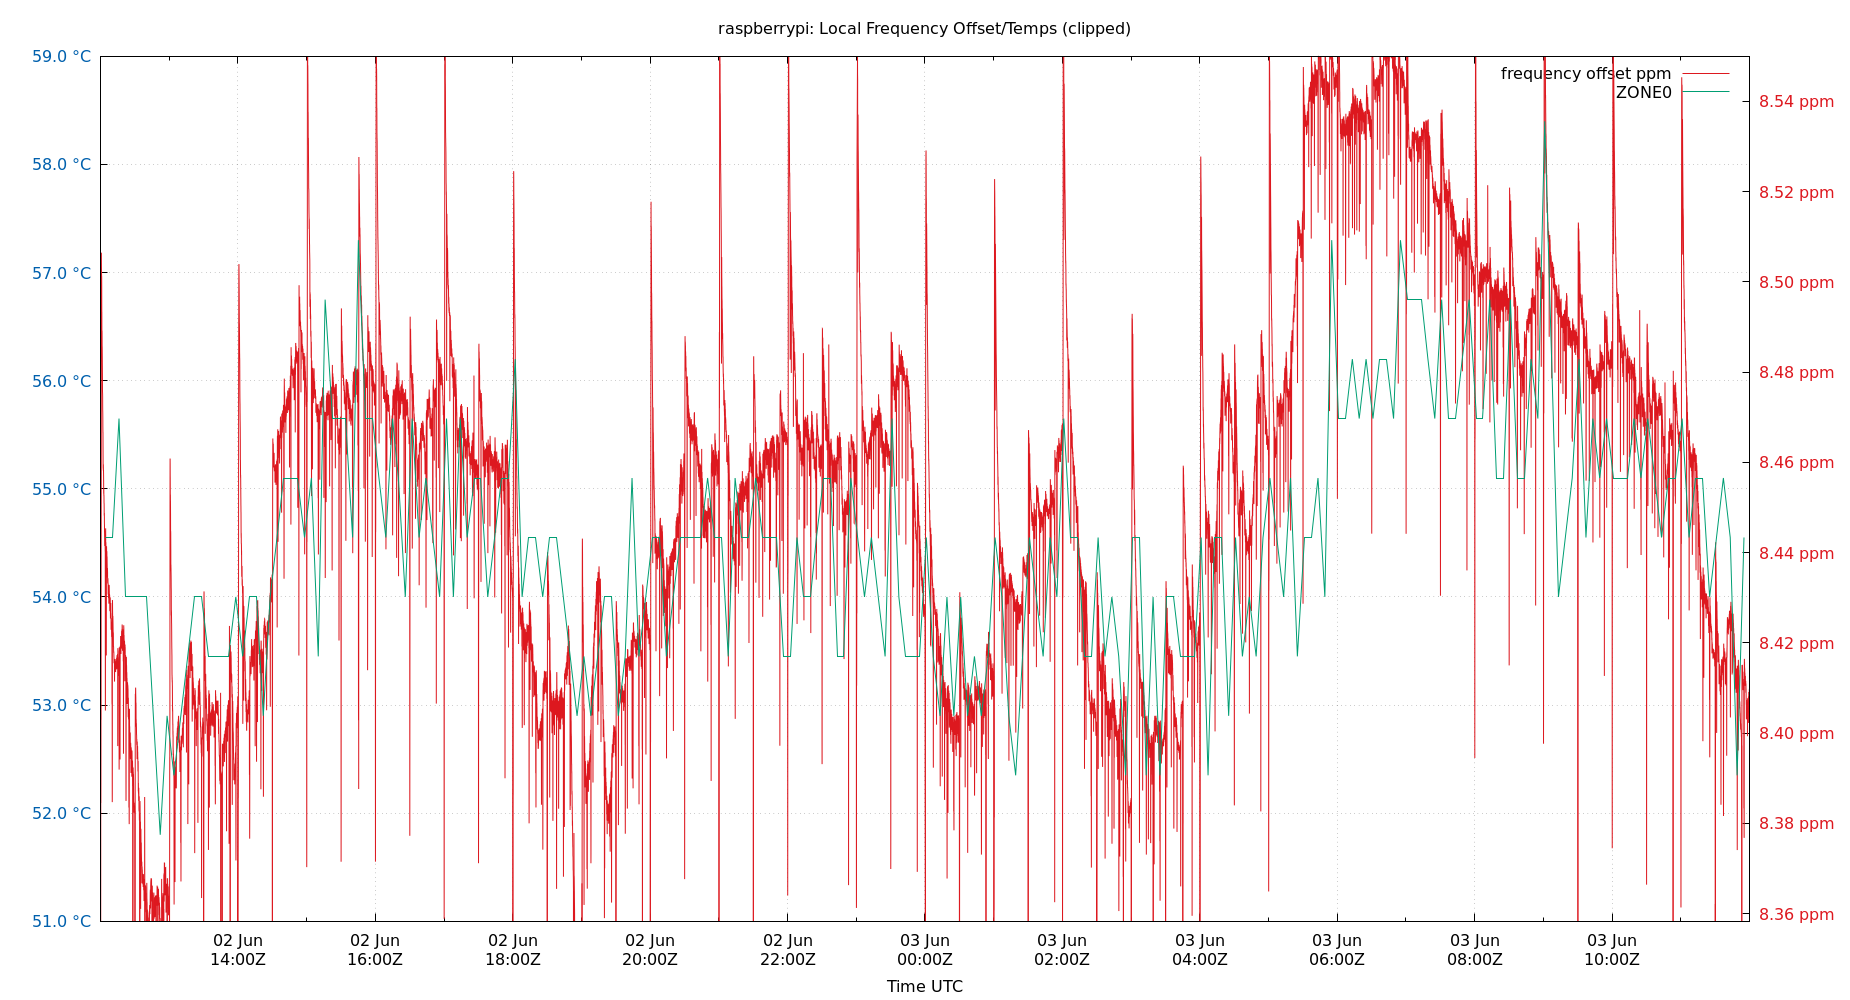 raspberrypi: Local Frequency Offset/Temps (clipped)
frequency offset ppm
ZONE0
59.0 °C
58.0 °C
57.0 °C
56.0 °C
55.0 °C
54.0 °C
53.0 °C
52.0 °C
51.0 °C
8.54 ppm
8.52 ppm
8.50 ppm
8.48 ppm
8.46 ppm
8.44 ppm
8.42 ppm
8.40 ppm
8.38 ppm
8.36 ppm
02 Jun
14:00Z
02 Jun
16:00Z
02 Jun
18:00Z
02 Jun
20:00Z
02 Jun
22:00Z
03 Jun
00:00Z
03 Jun
02:00Z
03 Jun
04:00Z
03 Jun
06:00Z
03 Jun
08:00Z
03 Jun
10:00Z
Time UTC